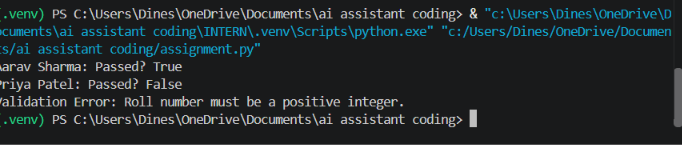 (.venv) PS C:\Users\Dines\OneDrive\Documents\ai assistant coding> & "c:\Users\Dines\OneDrive\D
ocuments\ai assistant coding\INTERN\.venv\Scripts\python.exe" "c:/Users/Dines/OneDrive/Documen
ts/ai assistant coding/assignment.py"
Aarav Sharma: Passed? True
Priya Patel: Passed? False
Validation Error: Roll number must be a positive integer.
(.venv) PS C:\Users\Dines\OneDrive\Documents\ai assistant coding>